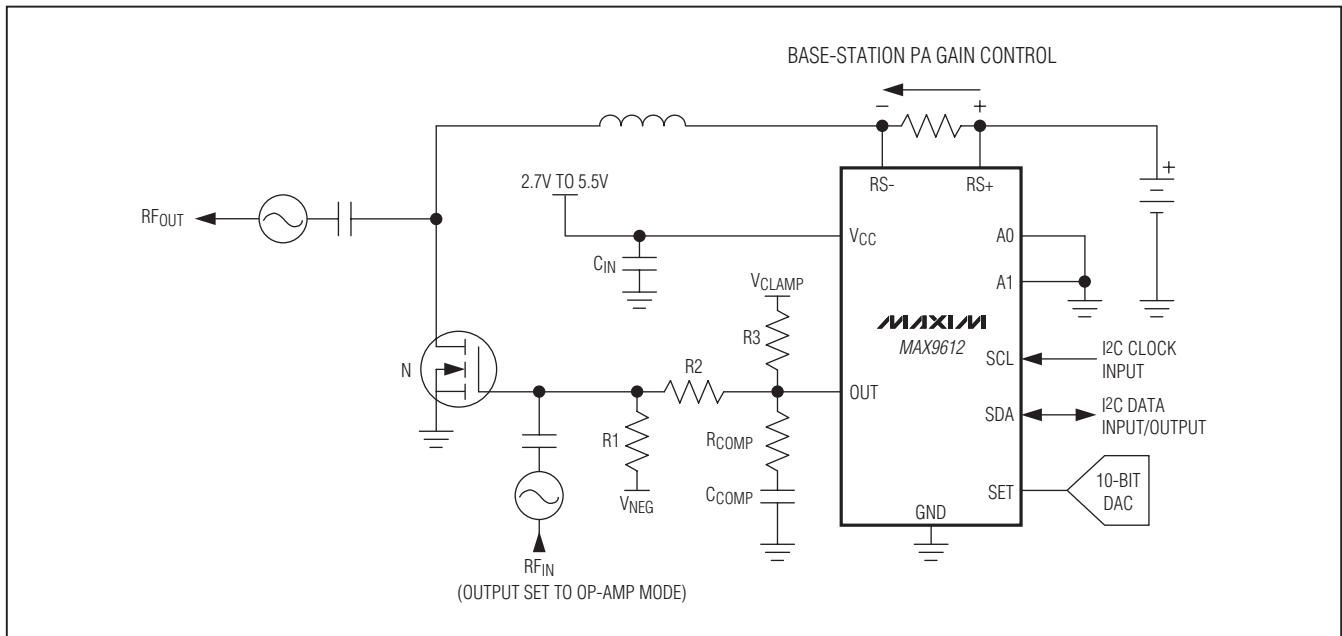 BASE-STATION PA GAIN CONTROL
−
+
RS-
RS+
+
2.7V TO 5.5V
RFOUT
VCC
A0
CIN
A1
VCLAMP
MAXIM
MAX9612
R3
SCL
I2C CLOCK
INPUT
N
R2
OUT
SDA
I2C DATA
INPUT/OUTPUT
R1
RCOMP
CCOMP
SET
10-BIT
DAC
VNEG
GND
RFIN
(OUTPUT SET TO OP-AMP MODE)